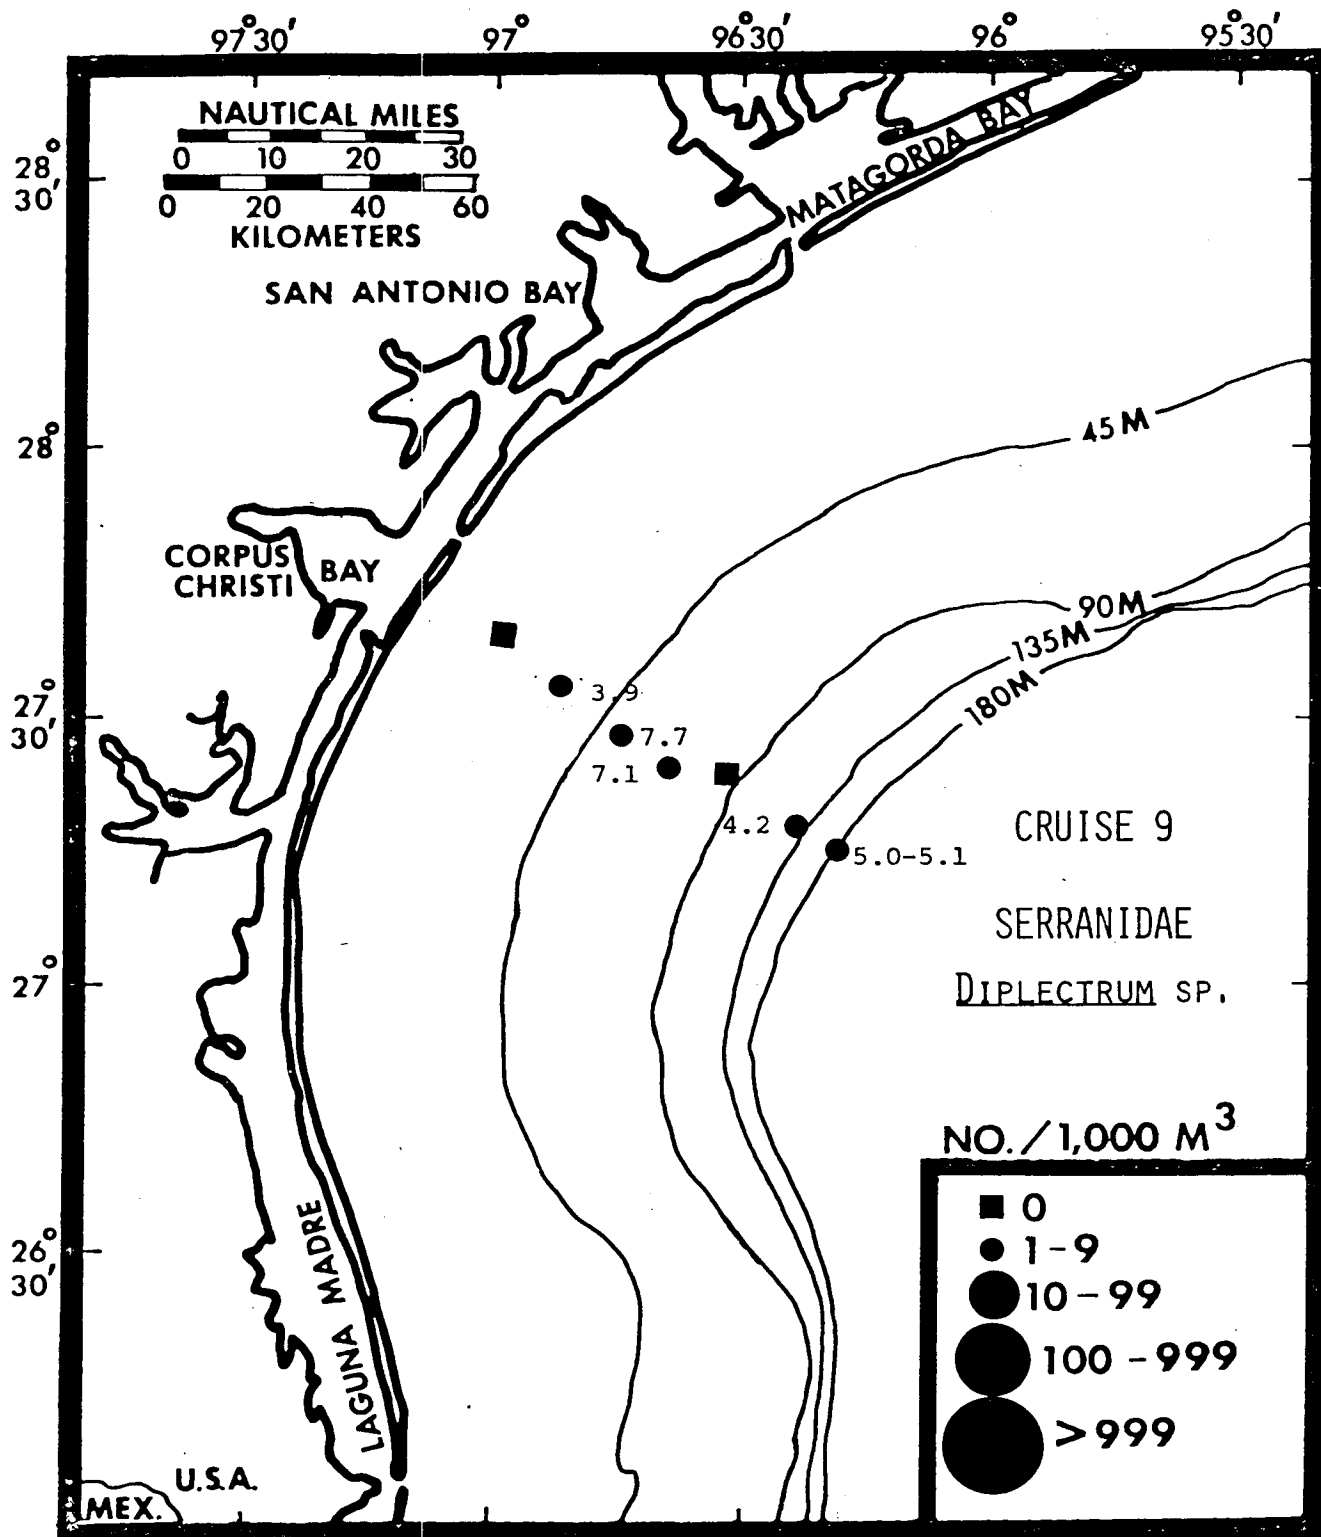 97°30′ 97° 96°30′ 96° 95°30′
NAUTICAL MILES
0 10 20 30
0 20 40 60
KILOMETERS
28°
30′
MATAGORDA BAY
SAN ANTONIO BAY
28°
45M
CORPUS
CHRISTI BAY
90M
135M
180M
27°
30′
3.9
7.7
7.1
4.2
5.0-5.1
CRUISE 9
SERRANIDAE
DIPLECTRUM SP.
27°
NO./1,000 M³
0
1-9
10-99
100-999
>999
26°
30′
LAGUNA MADRE
U.S.A.
MEX.